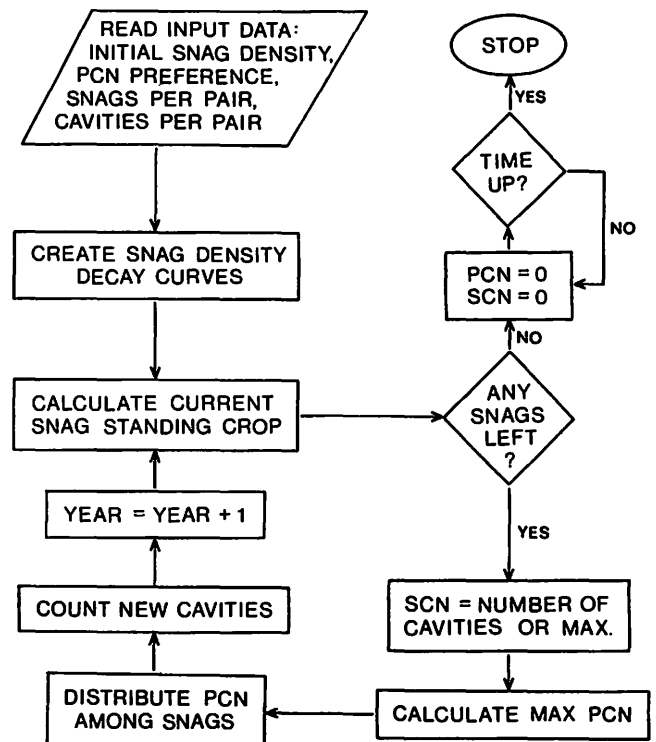 READ INPUT DATA:
INITIAL SNAG DENSITY,
PCN PREFERENCE,
SNAGS PER PAIR,
CAVITIES PER PAIR
CREATE SNAG DENSITY
DECAY CURVES
CALCULATE CURRENT
SNAG STANDING CROP
YEAR = YEAR + 1
COUNT NEW CAVITIES
DISTRIBUTE PCN
AMONG SNAGS
STOP
YES
TIME
UP?
NO
PCN = 0
SCN = 0
NO
ANY
SNAGS
LEFT
?
YES
SCN = NUMBER OF
CAVITIES OR MAX.
CALCULATE MAX PCN